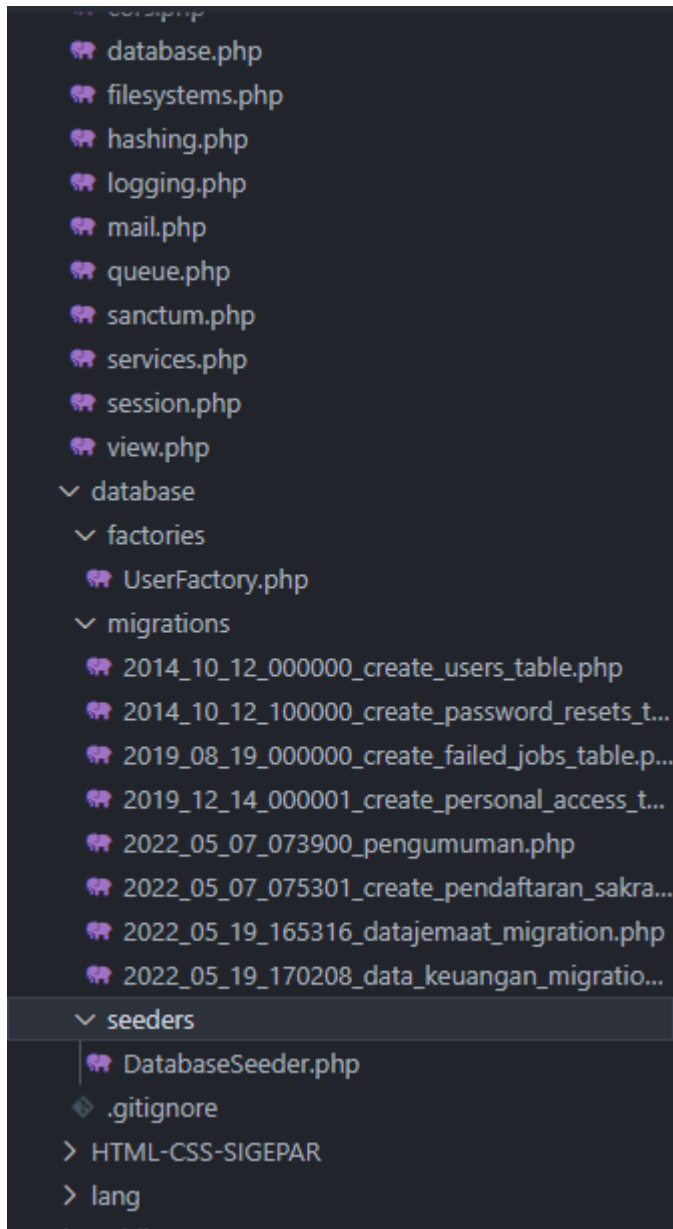 cors.php
database.php
filesystems.php
hashing.php
logging.php
mail.php
queue.php
sanctum.php
services.php
session.php
view.php
database
factories
UserFactory.php
migrations
2014_10_12_000000_create_users_table.php
2014_10_12_100000_create_password_resets_t...
2019_08_19_000000_create_failed_jobs_table.p...
2019_12_14_000001_create_personal_access_t...
2022_05_07_073900_pengumuman.php
2022_05_07_075301_create_pendaftaran_sakra...
2022_05_19_165316_datajemaat_migration.php
2022_05_19_170208_data_keuangan_migratio...
seeders
DatabaseSeeder.php
.gitignore
HTML-CSS-SIGEPAR
lang